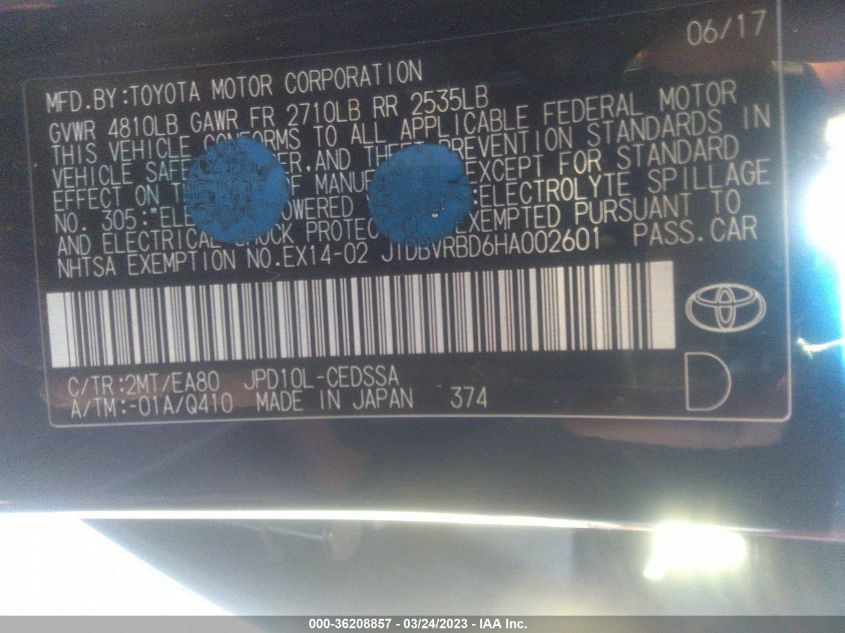 06/17
MFD.BY:TOYOTA MOTOR CORPORATION
GVWR 4810LB GAWR FR 2710LB RR 2535LB
THIS VEHICLE CONFORMS TO ALL APPLICABLE FEDERAL MOTOR
VEHICLE SAFE ER,AND THEFT PREVENTION STANDARDS IN
EFFECT ON THE OF MANUF EXCEPT FOR STANDARD
NO. 305:"ELE OWERED :ELECTROLYTE SPILLAGE
AND ELECTRICAL SHOCK PROTEC EXEMPTED PURSUANT TO
NHTSA EXEMPTION NO.EX14-02 JTDBVRBD6HA002601 PASS.CAR
C/TR:2MT/EA80 JPD10L-CEDSSA
A/TM:-01A/Q410 MADE IN JAPAN 374
D
000-36208857 - 03/24/2023 - IAA Inc.